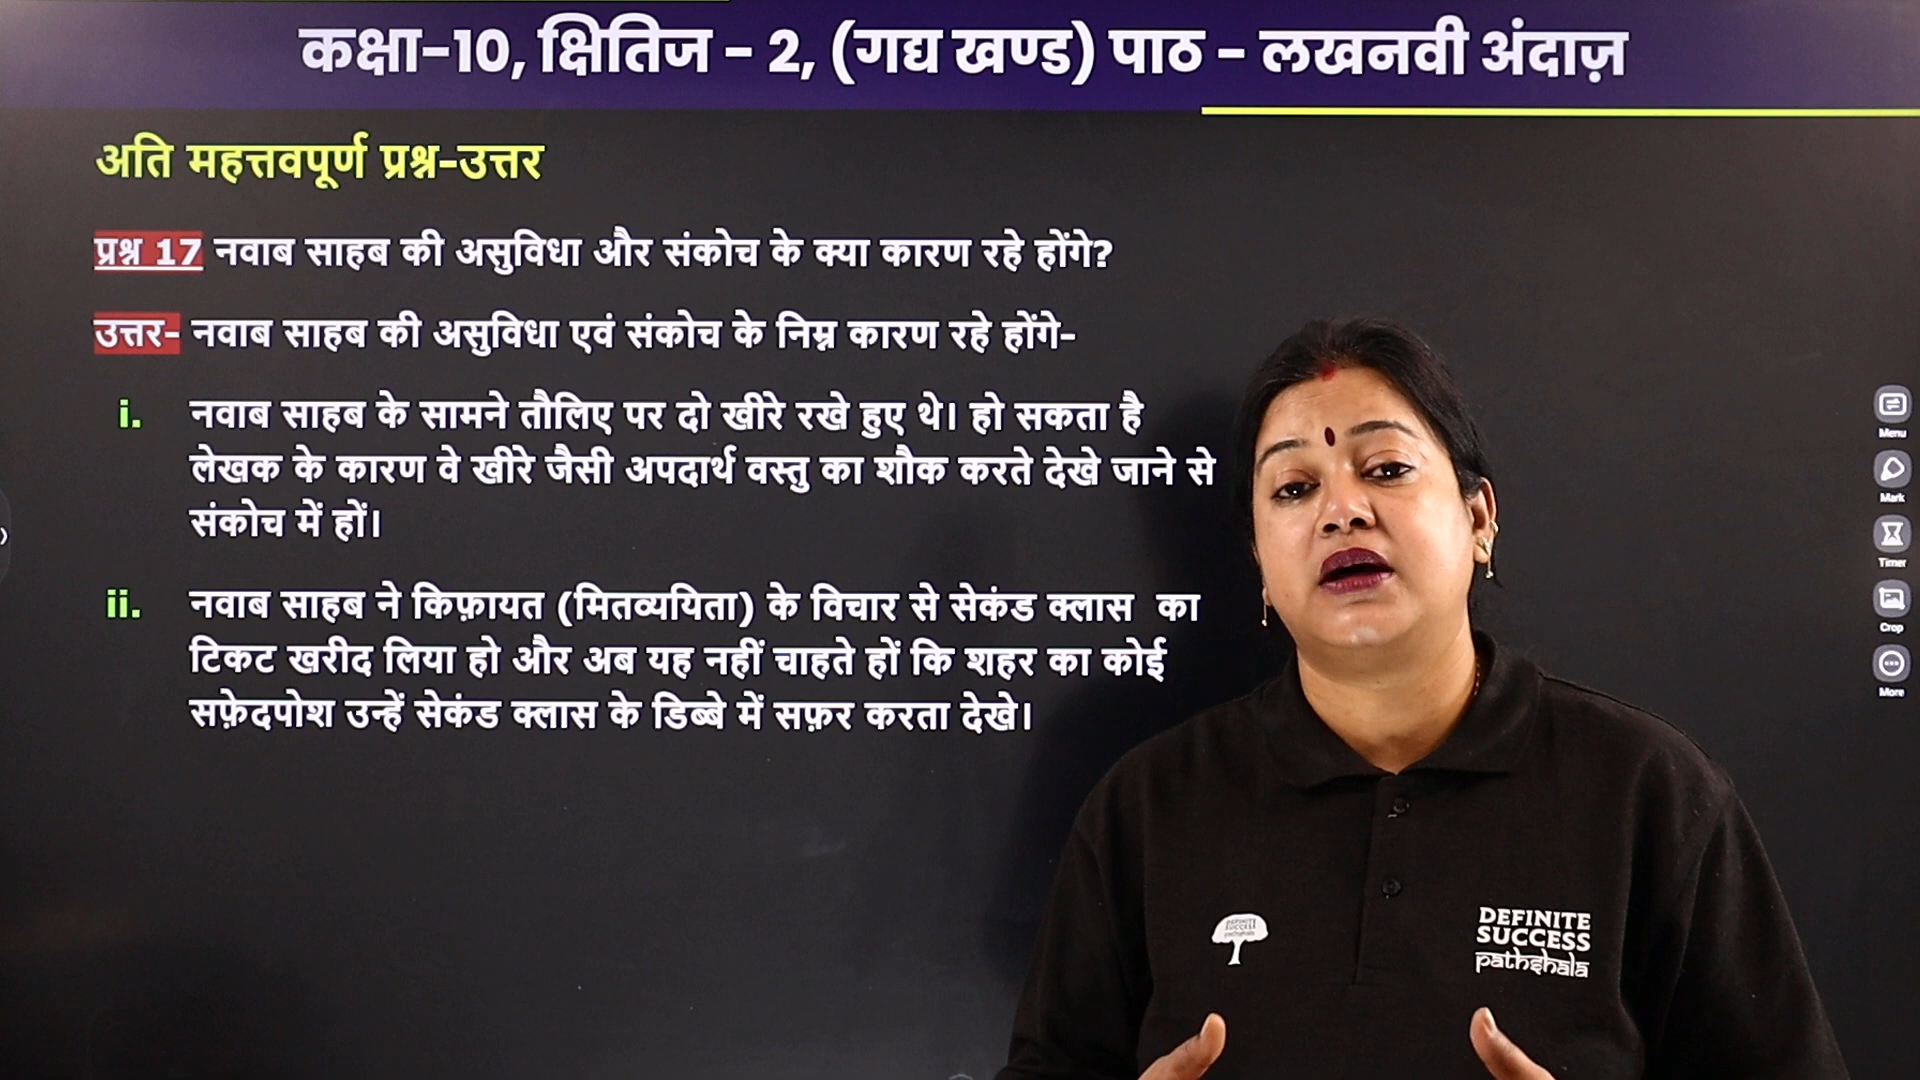 कक्षा-10, क्षितिज - 2, (गद्य खण्ड) पाठ - लखनवी अंदाज़
अति महत्तवपूर्ण प्रश्न-उत्तर
प्रश्न 17 नवाब साहब की असुविधा और संकोच के क्या कारण रहे होंगे?
उत्तर- नवाब साहब की असुविधा एवं संकोच के निम्न कारण रहे होंगे-
i. नवाब साहब के सामने तौलिए पर दो खीरे रखे हुए थे। हो सकता है
लेखक के कारण वे खीरे जैसी अपदार्थ वस्तु का शौक करते देखे जाने से
संकोच में हों।
ii. नवाब साहब ने किफ़ायत (मितव्ययिता) के विचार से सेकंड क्लास का
टिकट खरीद लिया हो और अब यह नहीं चाहते हों कि शहर का कोई
सफ़ेदपोश उन्हें सेकंड क्लास के डिब्बे में सफ़र करता देखे।
Menu
Mark
Timer
Crop
More
DEFINITE
SUCCESS
pathshala
DEFINITE
SUCCESS
pathshala